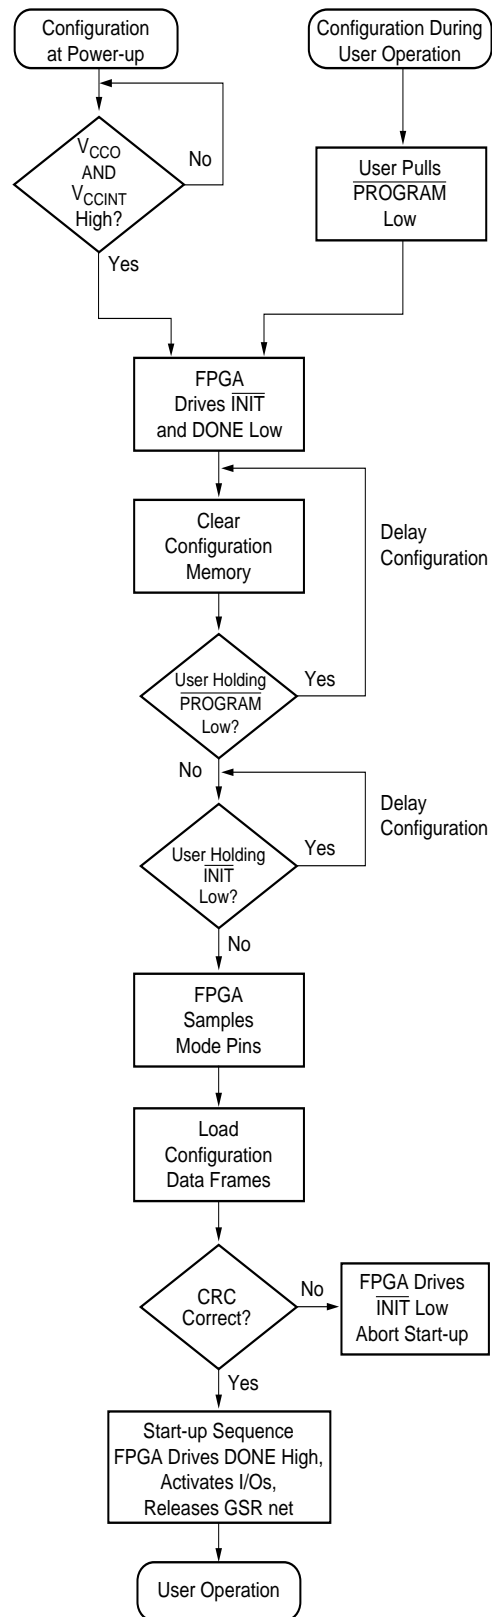 Configuration
at Power-up
Configuration During
User Operation
VCCO
AND
VCCINT
High?
No
Yes
User Pulls
PROGRAM
Low
FPGA
Drives INIT
and DONE Low
Clear
Configuration
Memory
Delay
Configuration
User Holding
PROGRAM
Low?
Yes
No
Delay
Configuration
User Holding
INIT
Low?
Yes
No
FPGA
Samples
Mode Pins
Load
Configuration
Data Frames
CRC
Correct?
No
FPGA Drives
INIT Low
Abort Start-up
Yes
Start-up Sequence
FPGA Drives DONE High,
Activates I/Os,
Releases GSR net
User Operation